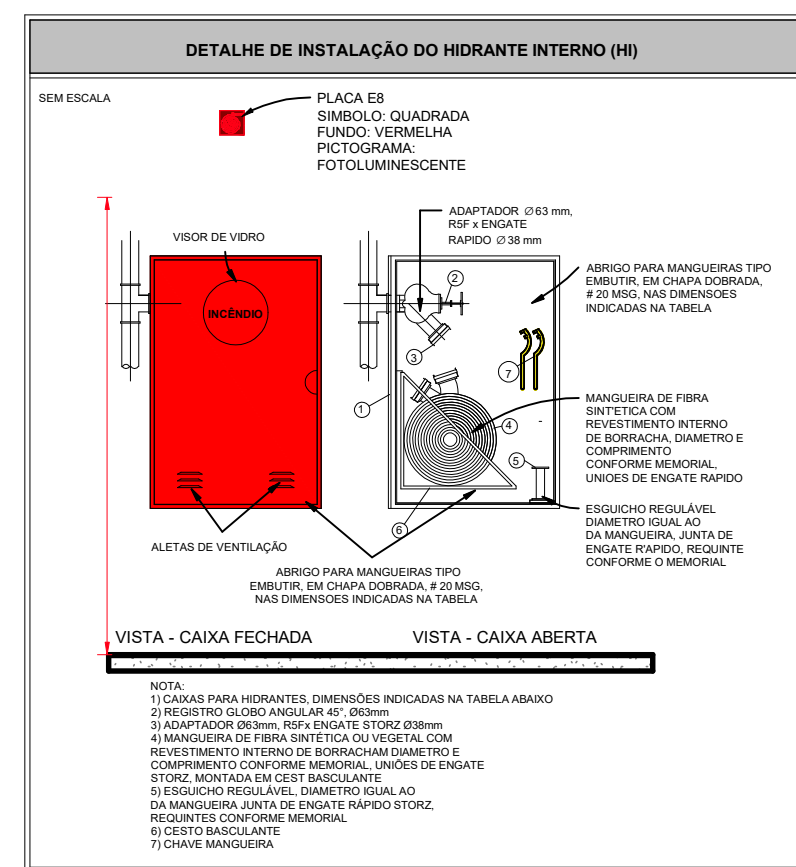 DETALHE DE INSTALAÇÃO DO HIDRANTE INTERNO (HI)
SEM ESCALA
PLACA E8
SIMBOLO: QUADRADA
FUNDO: VERMELHA
PICTOGRAMA:
FOTOLUMINESCENTE
VISOR DE VIDRO
INCÊNDIO
ADAPTADOR Ø63 mm,
R5F x ENGATE
RAPIDO Ø38 mm
ABRIGO PARA MANGUEIRAS TIPO
EMBUTIR, EM CHAPA DOBRADA,
# 20 MSG, NAS DIMENSOES
INDICADAS NA TABELA
2
3
7
1
4
5
6
MANGUEIRA DE FIBRA
SINT'ETICA COM
REVESTIMENTO INTERNO
DE BORRACHA, DIAMETRO E
COMPRIMENTO
CONFORME MEMORIAL,
UNIOES DE ENGATE RAPIDO
ESGUICHO REGULÁVEL
DIAMETRO IGUAL AO
DA MANGUEIRA, JUNTA DE
ENGATE R'APIDO, REQUINTE
CONFORME O MEMORIAL
ALETAS DE VENTILAÇÃO
ABRIGO PARA MANGUEIRAS TIPO
EMBUTIR, EM CHAPA DOBRADA, # 20 MSG,
NAS DIMENSOES INDICADAS NA TABELA
VISTA - CAIXA FECHADA
VISTA - CAIXA ABERTA
NOTA:
1) CAIXAS PARA HIDRANTES, DIMENSÕES INDICADAS NA TABELA ABAIXO
2) REGISTRO GLOBO ANGULAR 45°, Ø63mm
3) ADAPTADOR Ø63mm, R5Fx ENGATE STORZ Ø38mm
4) MANGUEIRA DE FIBRA SINTÉTICA OU VEGETAL COM
REVESTIMENTO INTERNO DE BORRACHAM DIAMETRO E
COMPRIMENTO CONFORME MEMORIAL, UNIÕES DE ENGATE
STORZ, MONTADA EM CEST BASCULANTE
5) ESGUICHO REGULÁVEL, DIAMETRO IGUAL AO
DA MANGUEIRA JUNTA DE ENGATE RÁPIDO STORZ,
REQUINTES CONFORME MEMORIAL
6) CESTO BASCULANTE
7) CHAVE MANGUEIRA